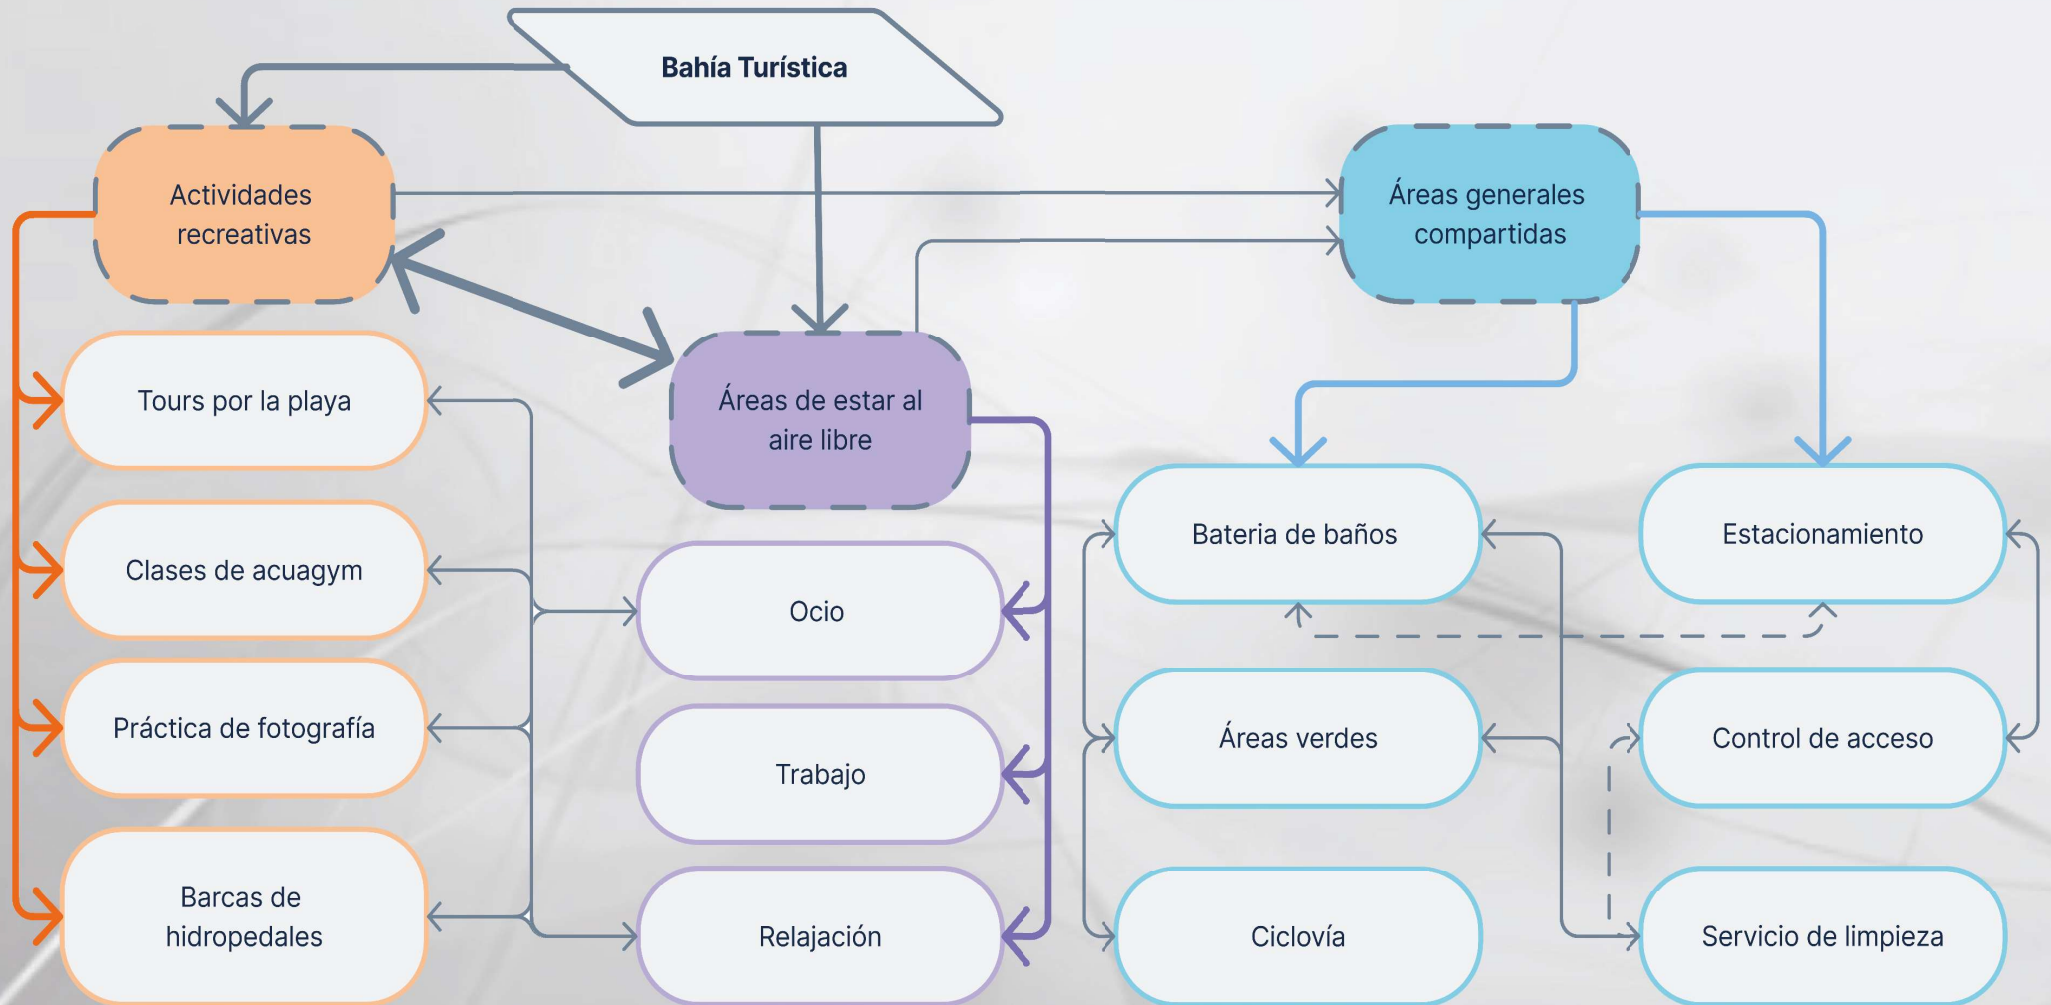 Bahía Turística
Actividades
recreativas
Áreas generales
compartidas
Áreas de estar al
aire libre
Tours por la playa
Clases de acuagym
Práctica de fotografía
Barcas de
hidropedales
Ocio
Trabajo
Relajación
Bateria de baños
Áreas verdes
Ciclovía
Estacionamiento
Control de acceso
Servicio de limpieza